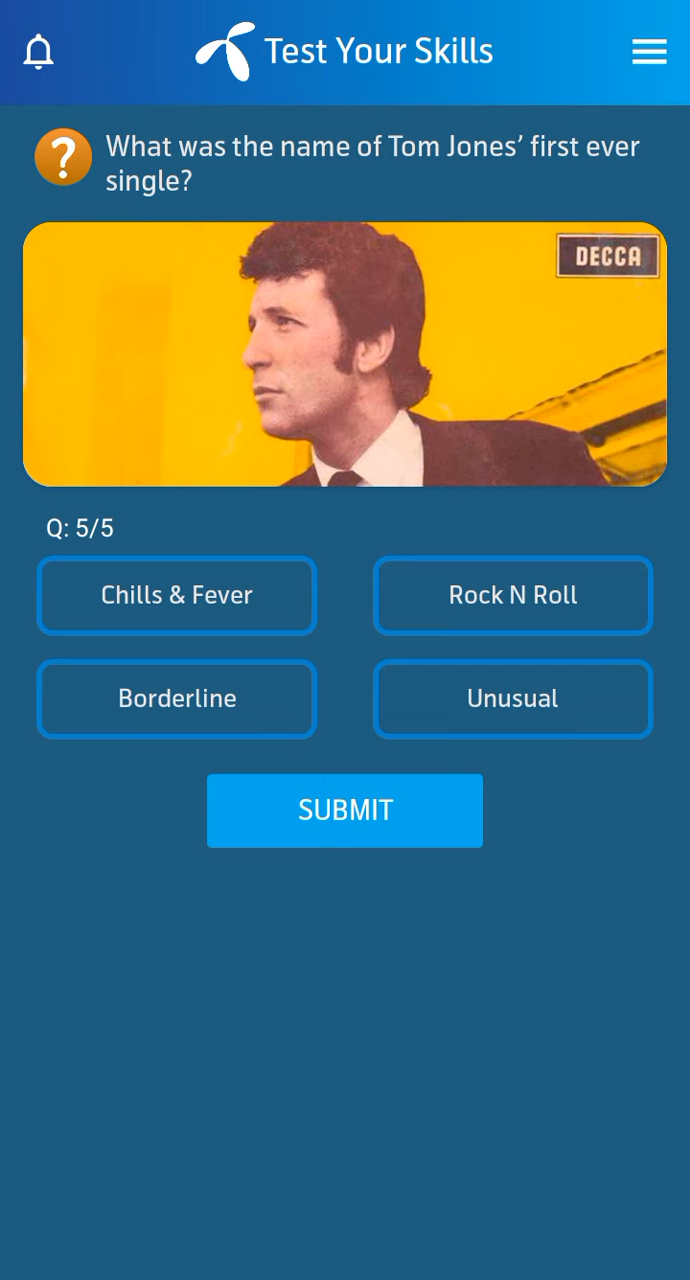 Test Your Skills
What was the name of Tom Jones’ first ever
single?
DECCA
Q: 5/5
Chills & Fever
Rock N Roll
Borderline
Unusual
SUBMIT